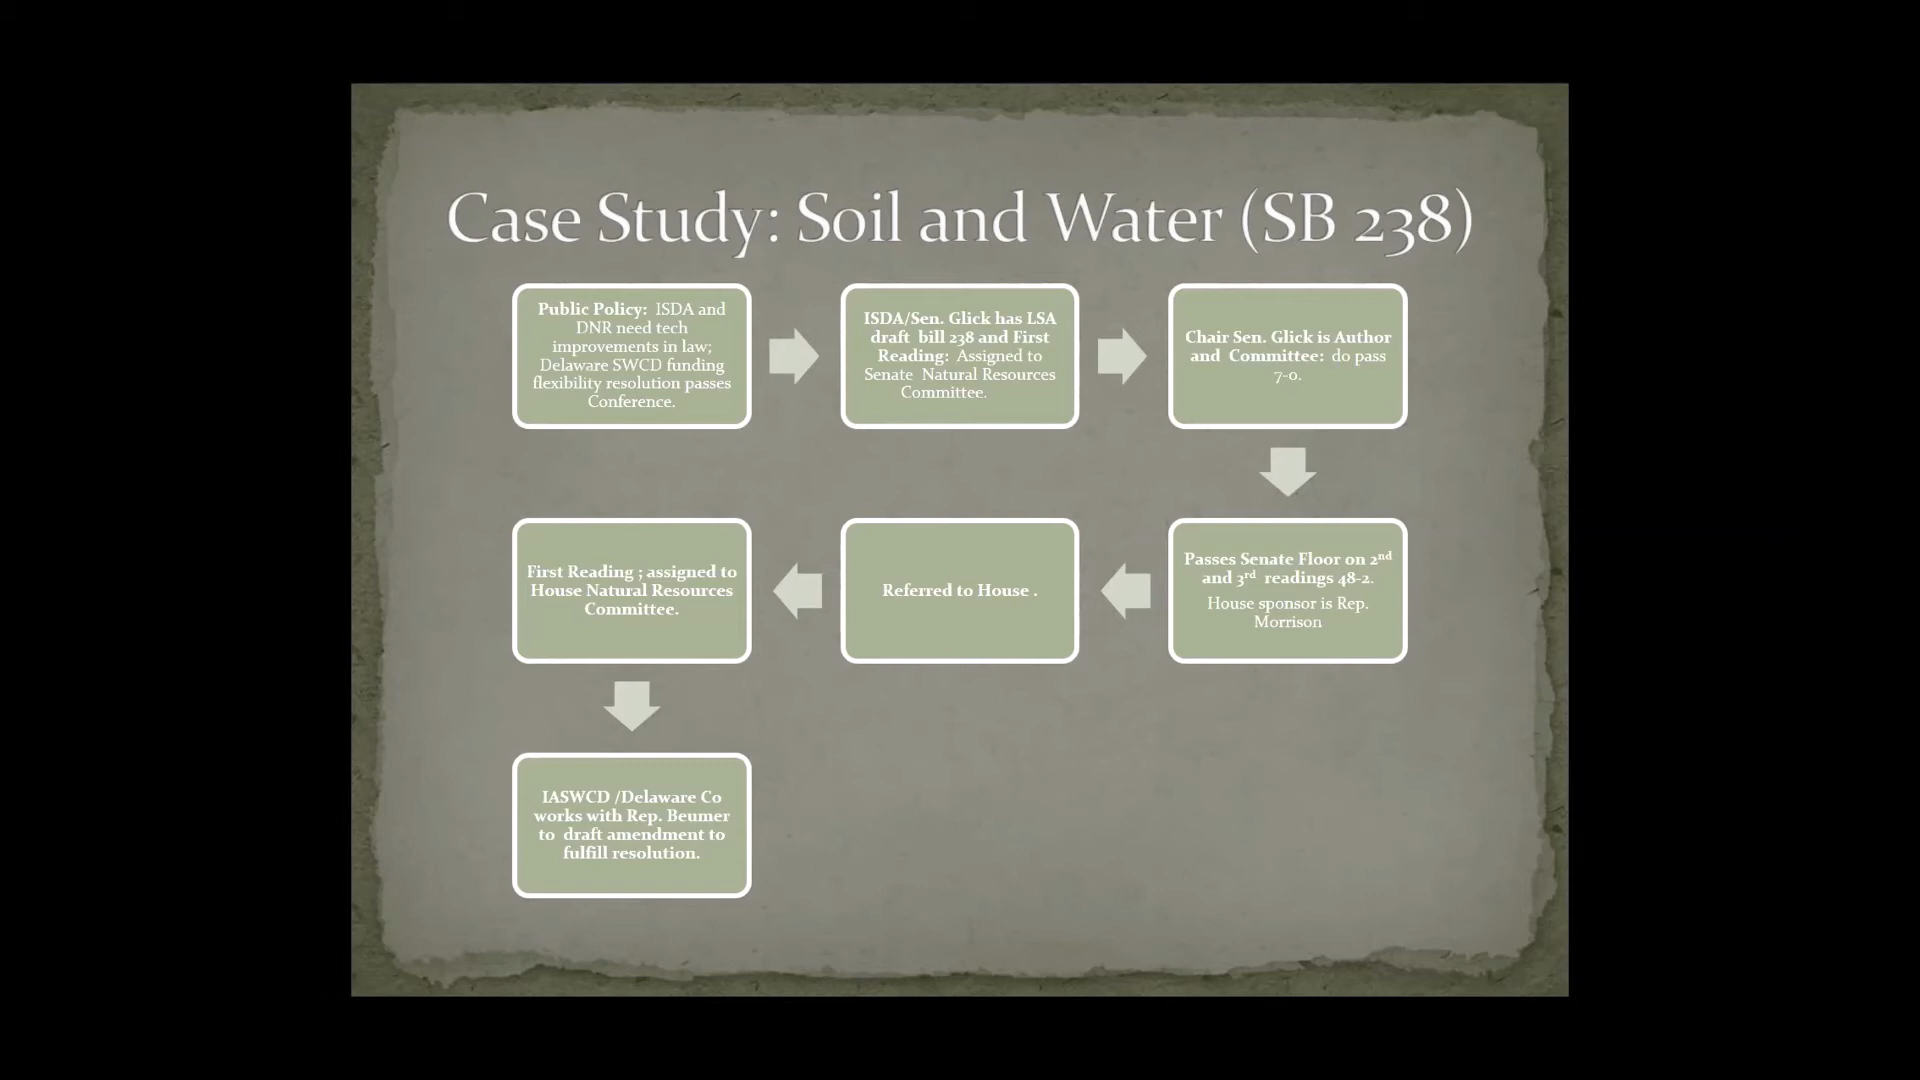 Case Study: Soil and Water (SB 238)
Public Policy: ISDA and
DNR need tech
improvements in law;
Delaware SWCD funding
flexibility resolution passes
Conference.
ISDA/Sen. Glick has LSA
draft bill 238 and First
Reading: Assigned to
Senate Natural Resources
Committee.
Chair Sen. Glick is Author
and Committee: do pass
7-0.
Passes Senate Floor on 2nd
and 3rd readings 48-2.
House sponsor is Rep.
Morrison
Referred to House .
First Reading ; assigned to
House Natural Resources
Committee.
IASWCD /Delaware Co
works with Rep. Beumer
to draft amendment to
fulfill resolution.